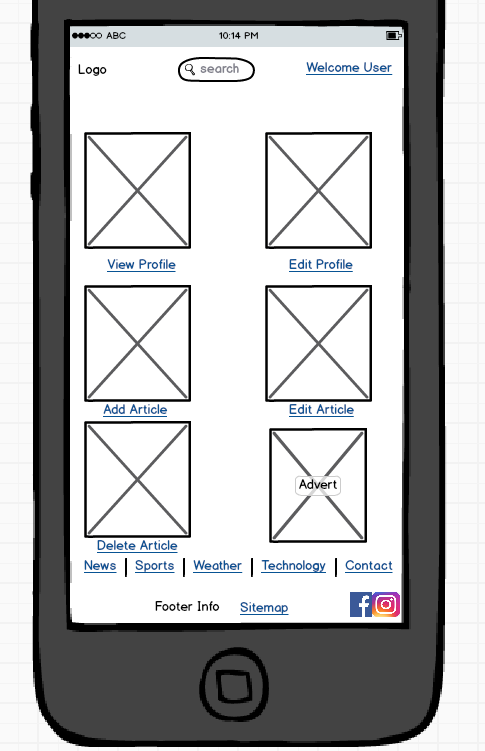 ABC 10:14 PM
Logo search Welcome User
View Profile Edit Profile
Add Article Edit Article
Advert
Delete Article
News Sports Weather Technology Contact
Footer Info Sitemap